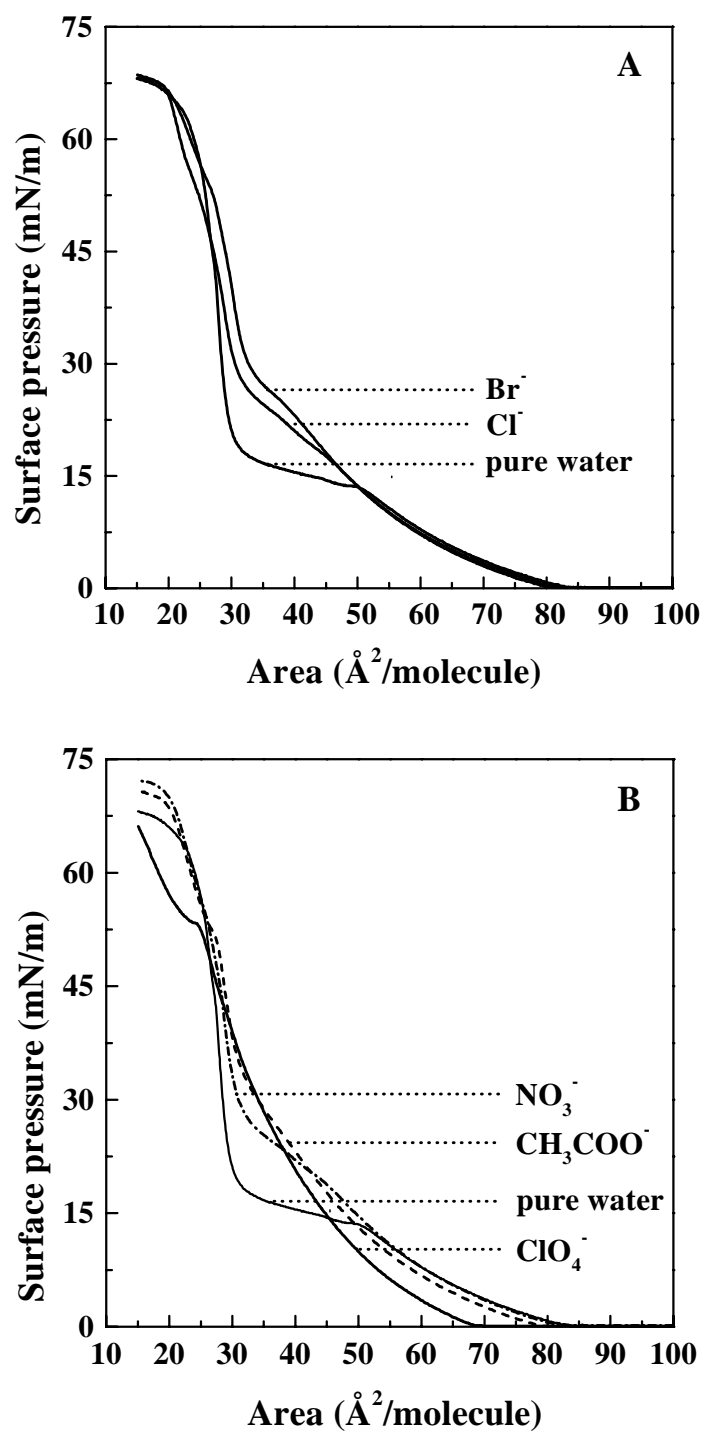 A
75
60
45
30
15
0
Surface pressure (mN/m)
Br⁻
Cl⁻
pure water
10 20 30 40 50 60 70 80 90 100
Area (Å²/molecule)
B
75
60
45
30
15
0
Surface pressure (mN/m)
NO₃⁻
CH₃COO⁻
pure water
ClO₄⁻
10 20 30 40 50 60 70 80 90 100
Area (Å²/molecule)